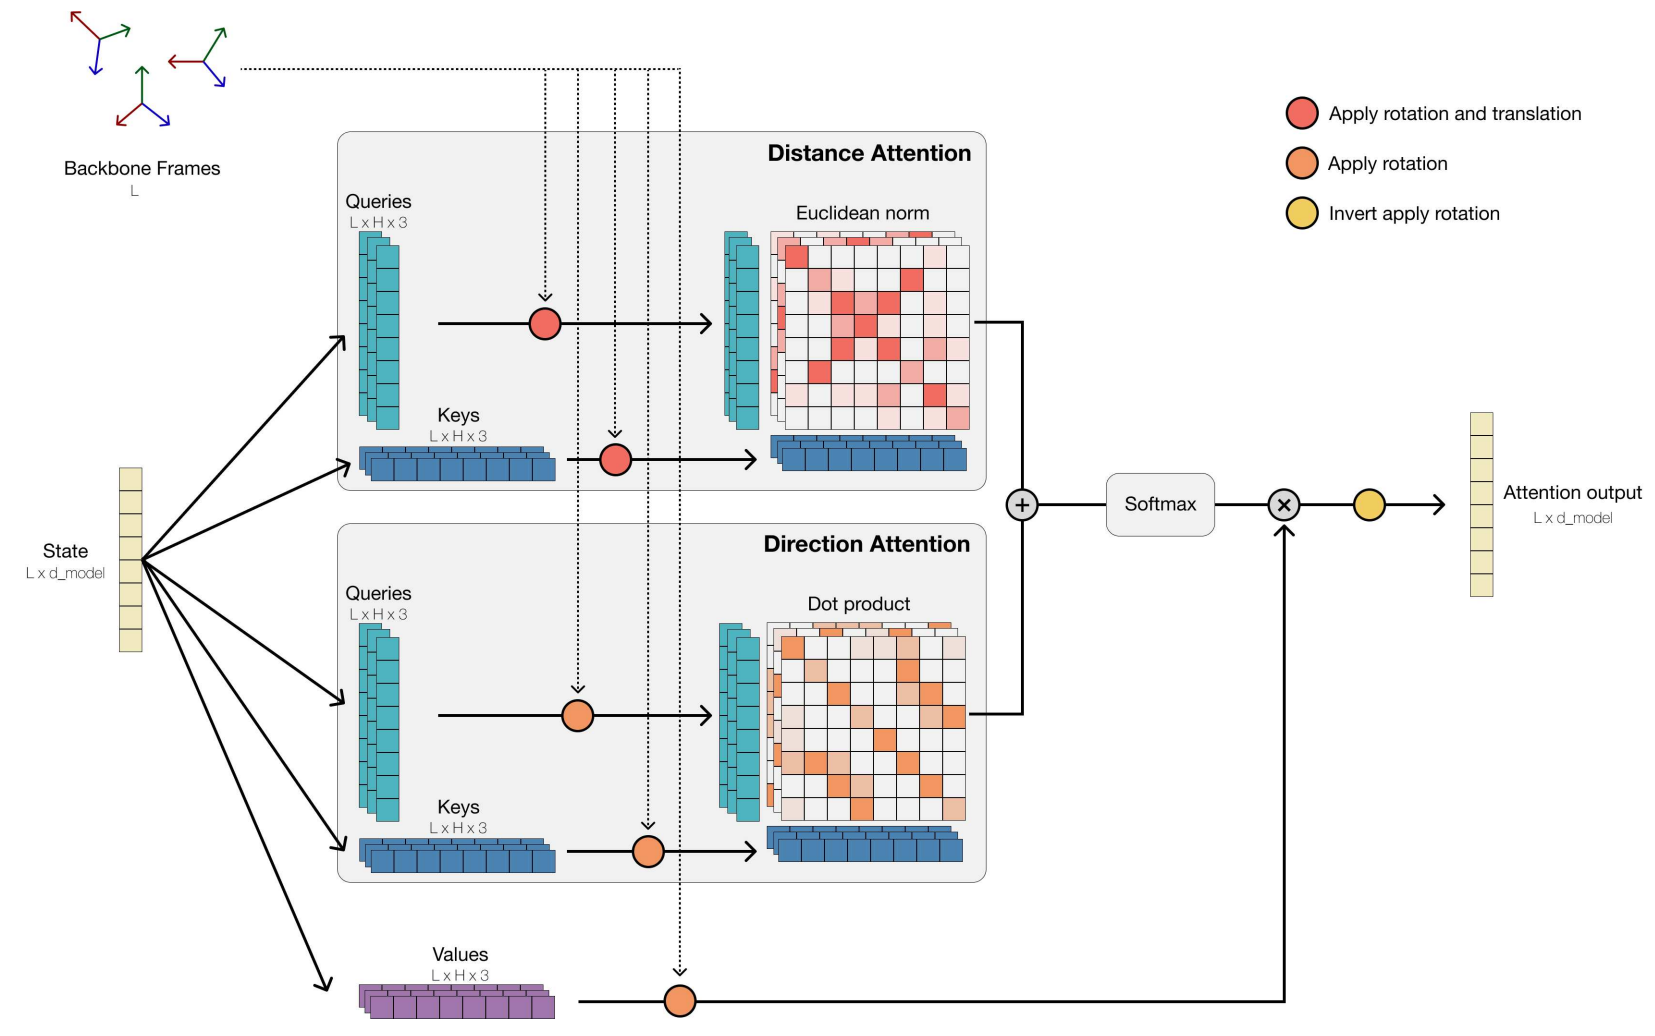 Backbone Frames
L
Distance Attention
Queries
L x H x 3
Euclidean norm
Keys
L x H x 3
Apply rotation and translation
Apply rotation
Invert apply rotation
State
L x d_model
+
Softmax
×
Attention output
L x d_model
Direction Attention
Queries
L x H x 3
Dot product
Keys
L x H x 3
Values
L x H x 3